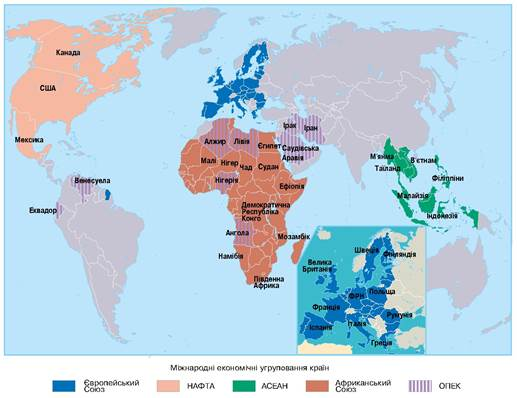 Канада
США
Мексика
Венесуела
Еквадор
Алжир
Лівія
Єгипет
Малі
Нігер
Чад
Судан
Нігерія
Ефіопія
Демократична
Республіка
Конго
Ангола
Мозамбік
Намібія
Південна
Африка
Ірак
Іран
Саудівська
Аравія
М'янма
Таїланд
В'єтнам
Філіппіни
Малайзія
Індонезія
Швеція
Фінляндія
Велика
Британія
ФРН
Польща
Франція
Румунія
Іспанія
Італія
Греція
Міжнародні економічні угруповання країн
Європейський
Союз
НАФТА
АСЕАН
Африканський
Союз
ОПЕК